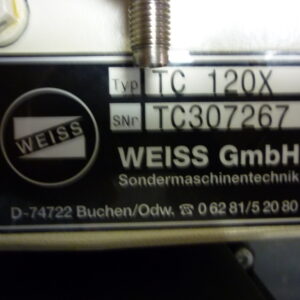 Typ TC 120X
SNr TC307267
WEISS
WEISS GmbH
Sondermaschinentechnik
D-74722 Buchen/Odw. ☎ 0 62 81/5 20 80